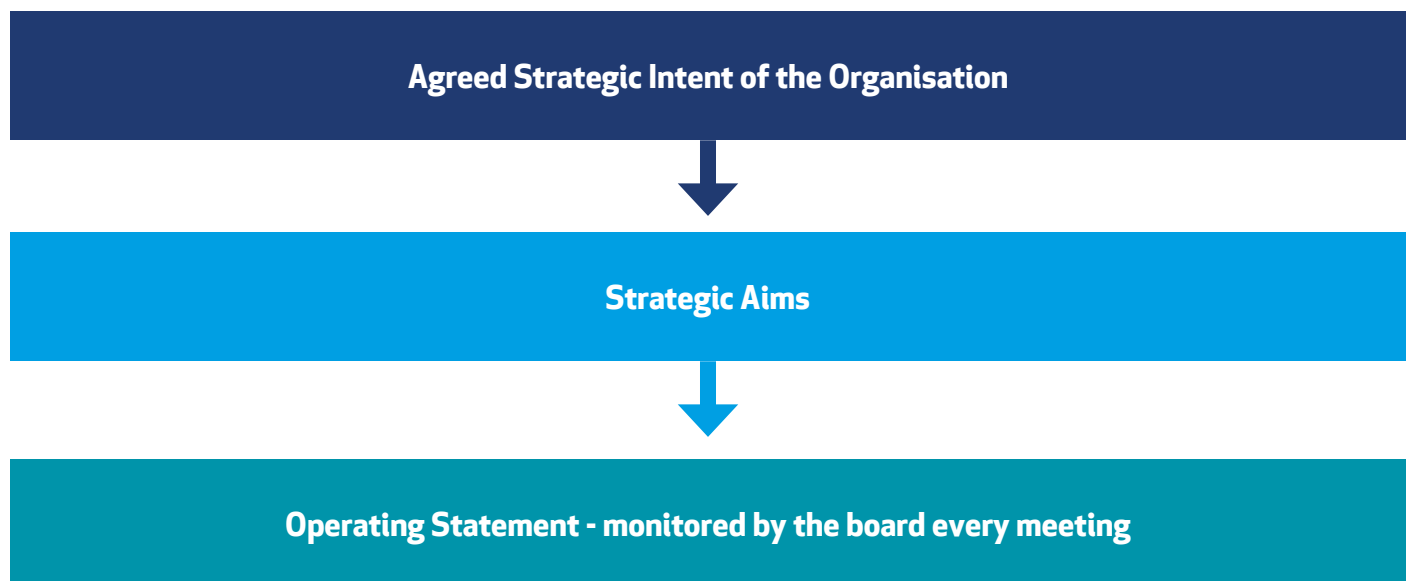 Agreed Strategic Intent of the Organisation
Strategic Aims
Operating Statement - monitored by the board every meeting